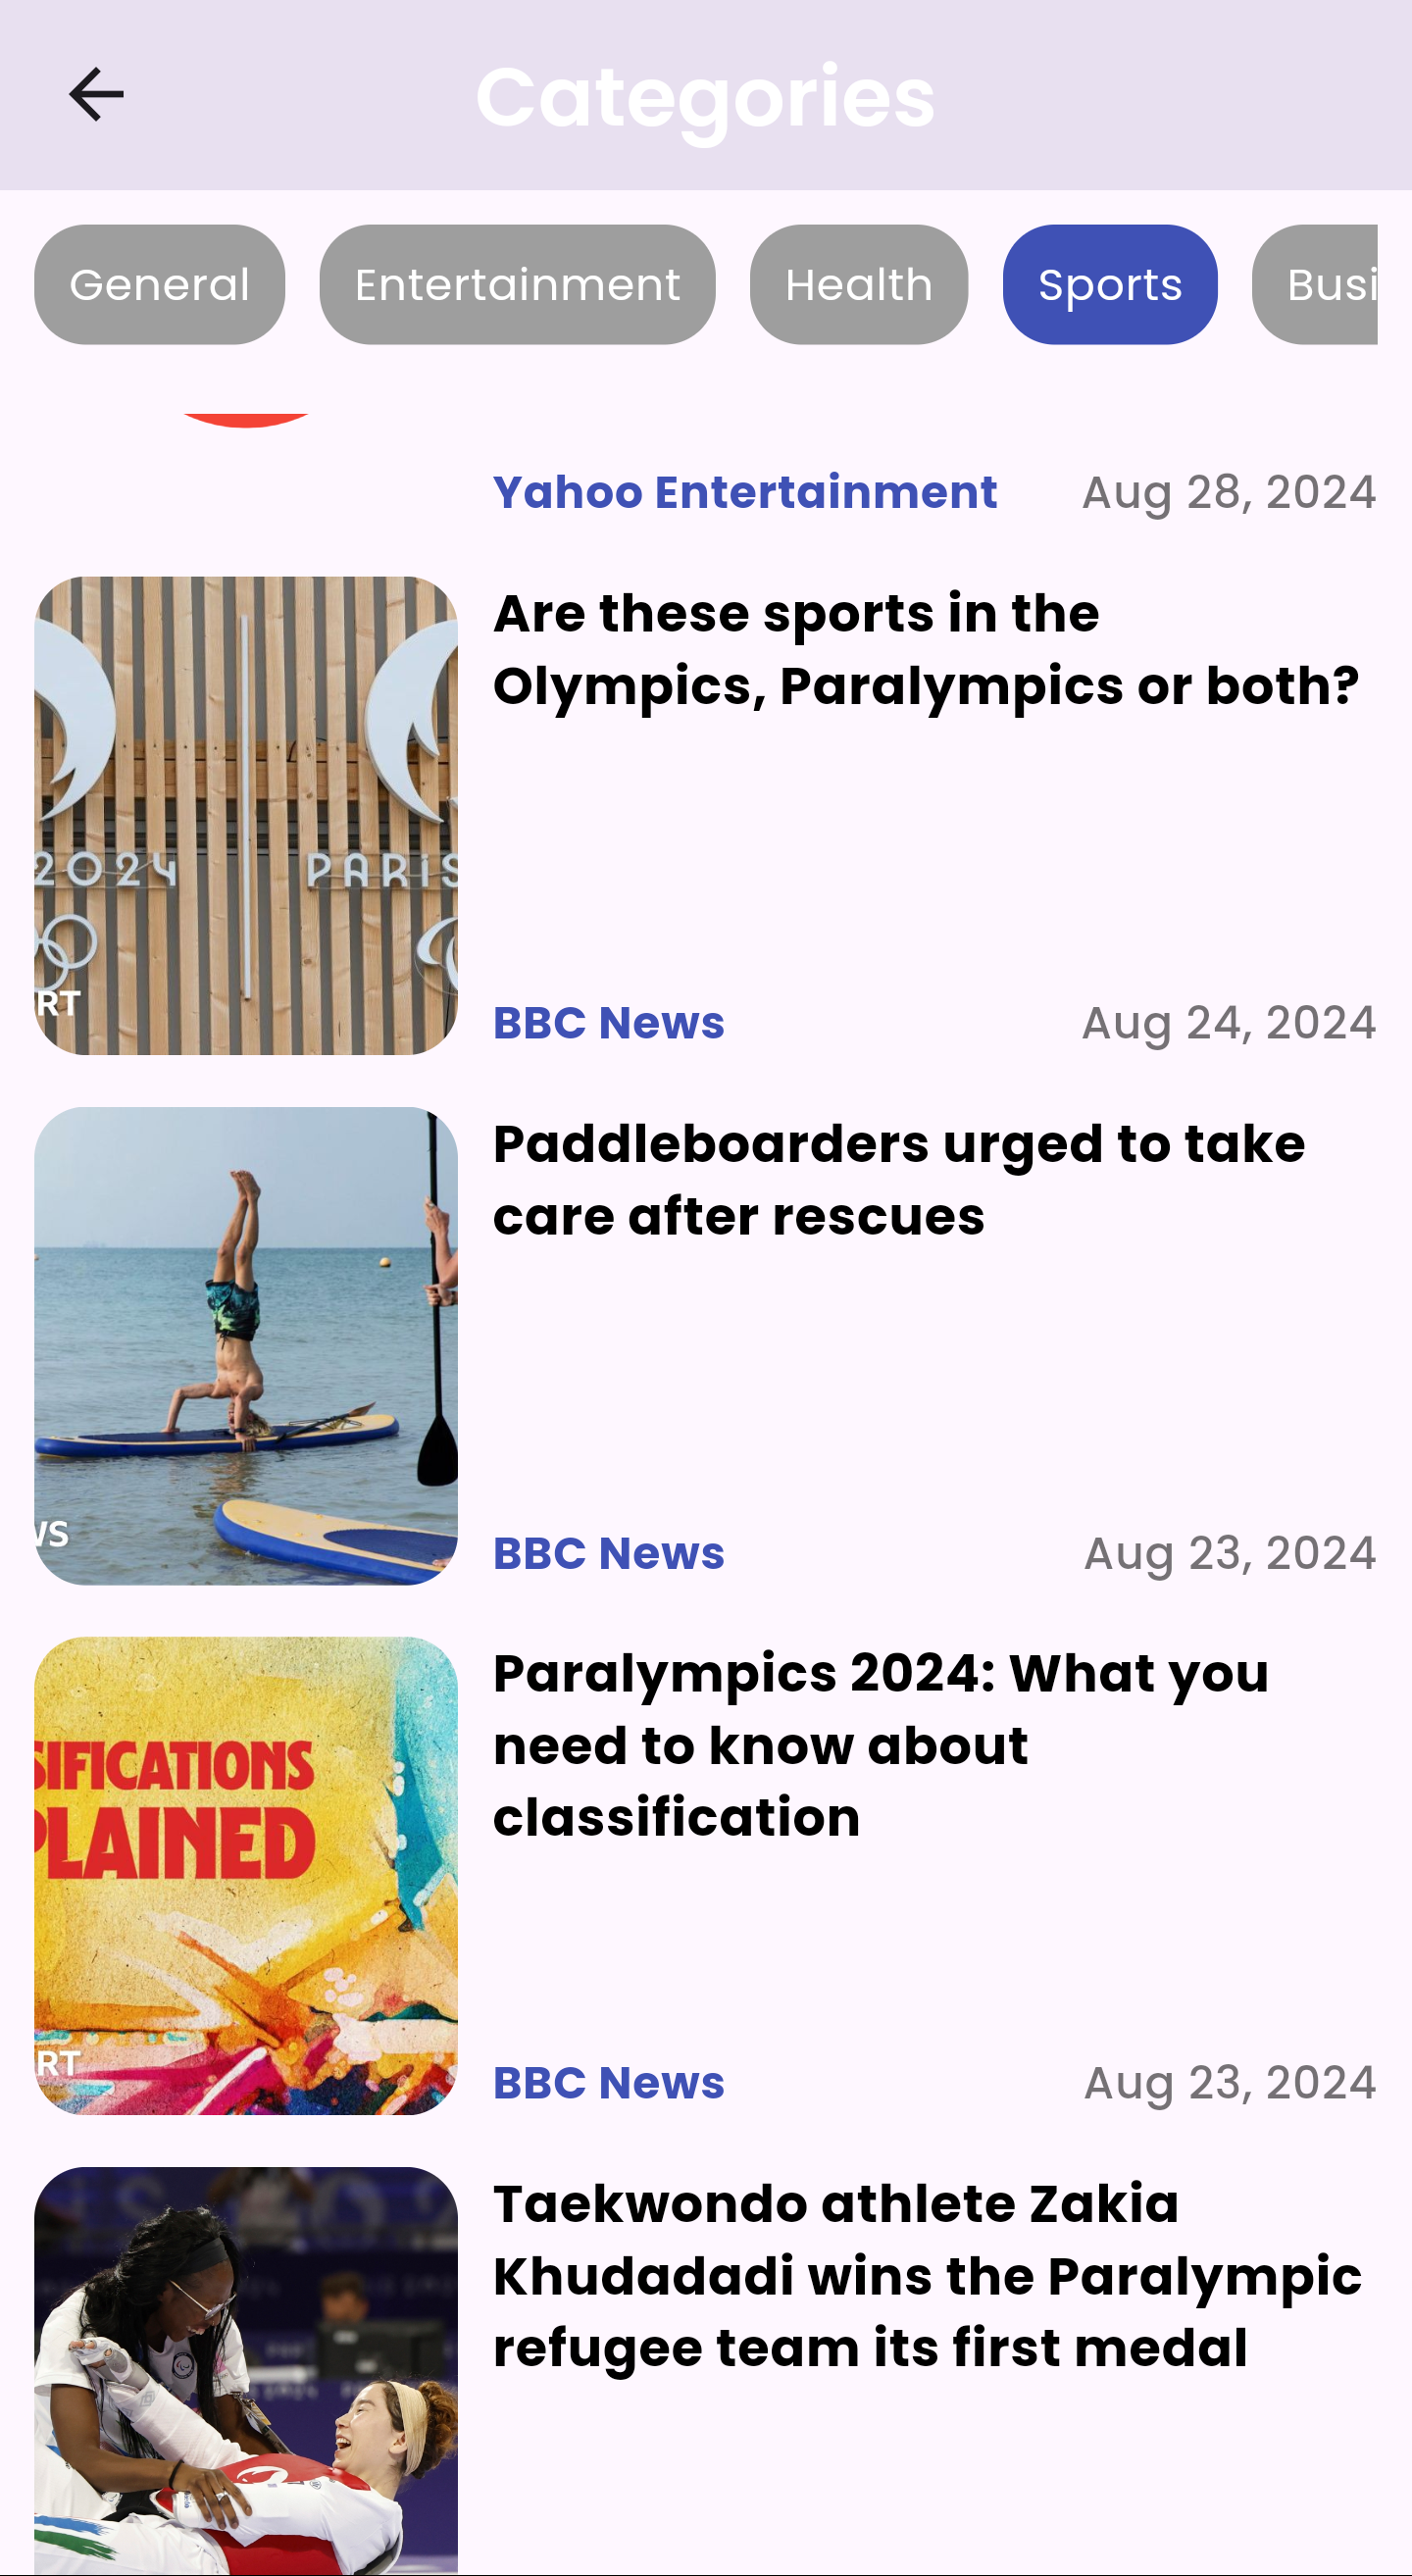 Categories
General
Entertainment
Health
Sports
Busi
Yahoo Entertainment
Aug 28, 2024
Are these sports in the
Olympics, Paralympics or both?
2024
PARIS
RT
BBC News
Aug 24, 2024
Paddleboarders urged to take
care after rescues
WS
BBC News
Aug 23, 2024
Paralympics 2024: What you
need to know about
classification
SIFICATIONS
PLAINED
RT
BBC News
Aug 23, 2024
Taekwondo athlete Zakia
Khudadadi wins the Paralympic
refugee team its first medal